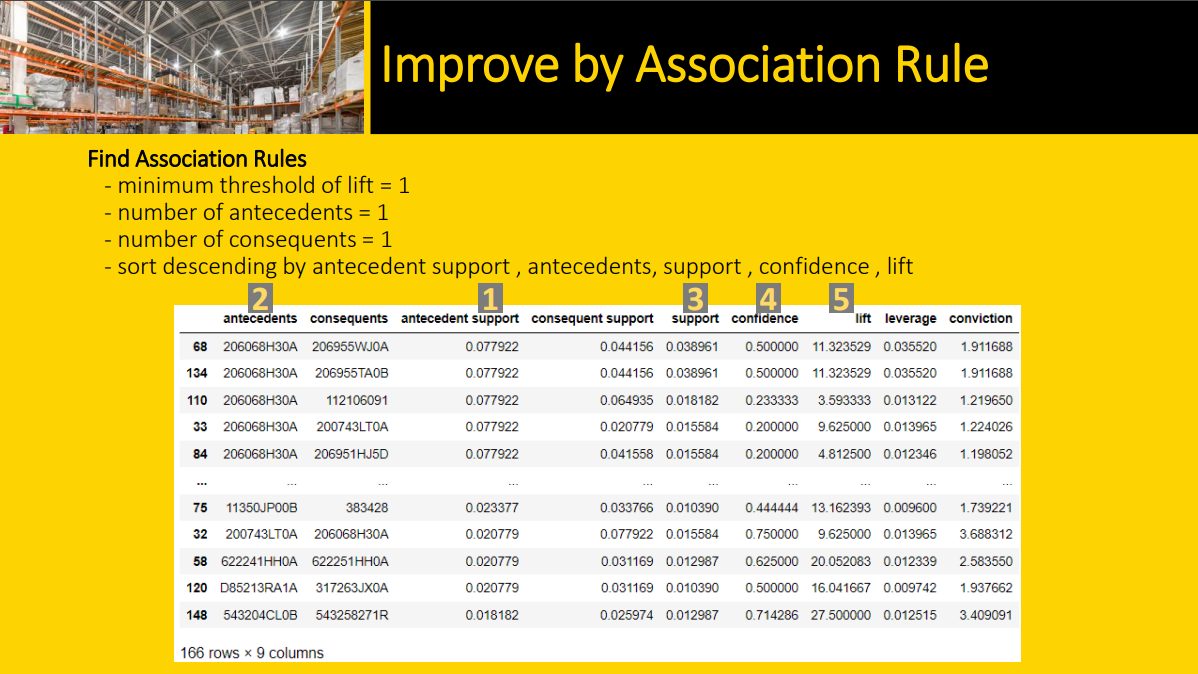 Improve by Association Rule
Find Association Rules
- minimum threshold of lift = 1
- number of antecedents = 1
- number of consequents = 1
- sort descending by antecedent support , antecedents, support , confidence , lift
2 1 3 4 5
antecedents consequents antecedent support consequent support support confidence lift leverage conviction
68 206068H30A 206955WJ0A 0.077922 0.044156 0.038961 0.500000 11.323529 0.035520 1.911688
134 206068H30A 206955TA0B 0.077922 0.044156 0.038961 0.500000 11.323529 0.035520 1.911688
110 206068H30A 112106091 0.077922 0.064935 0.018182 0.233333 3.593333 0.013122 1.219650
33 206068H30A 200743LT0A 0.077922 0.020779 0.015584 0.200000 9.625000 0.013965 1.224026
84 206068H30A 206951HJ5D 0.077922 0.041558 0.015584 0.200000 4.812500 0.012346 1.198052
... ... ... ... ... ... ... ... ... ...
75 11350JP00B 383428 0.023377 0.033766 0.010390 0.444444 13.162393 0.009600 1.739221
32 200743LT0A 206068H30A 0.020779 0.077922 0.015584 0.750000 9.625000 0.013965 3.688312
58 622241HH0A 622251HH0A 0.020779 0.031169 0.012987 0.625000 20.052083 0.012339 2.583550
120 D85213RA1A 317263JX0A 0.020779 0.031169 0.010390 0.500000 16.041667 0.009742 1.937662
148 543204CL0B 543258271R 0.018182 0.025974 0.012987 0.714286 27.500000 0.012515 3.409091
166 rows × 9 columns